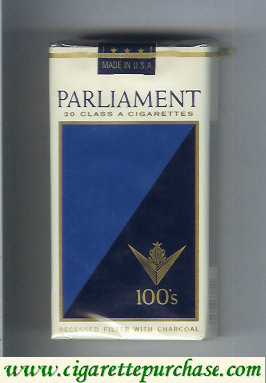 MADE IN U.S.A.
PARLIAMENT
20 CLASS A CIGARETTES
100's
RECESSED FILTER WITH CHARCOAL
www.cigarettepurchase.com